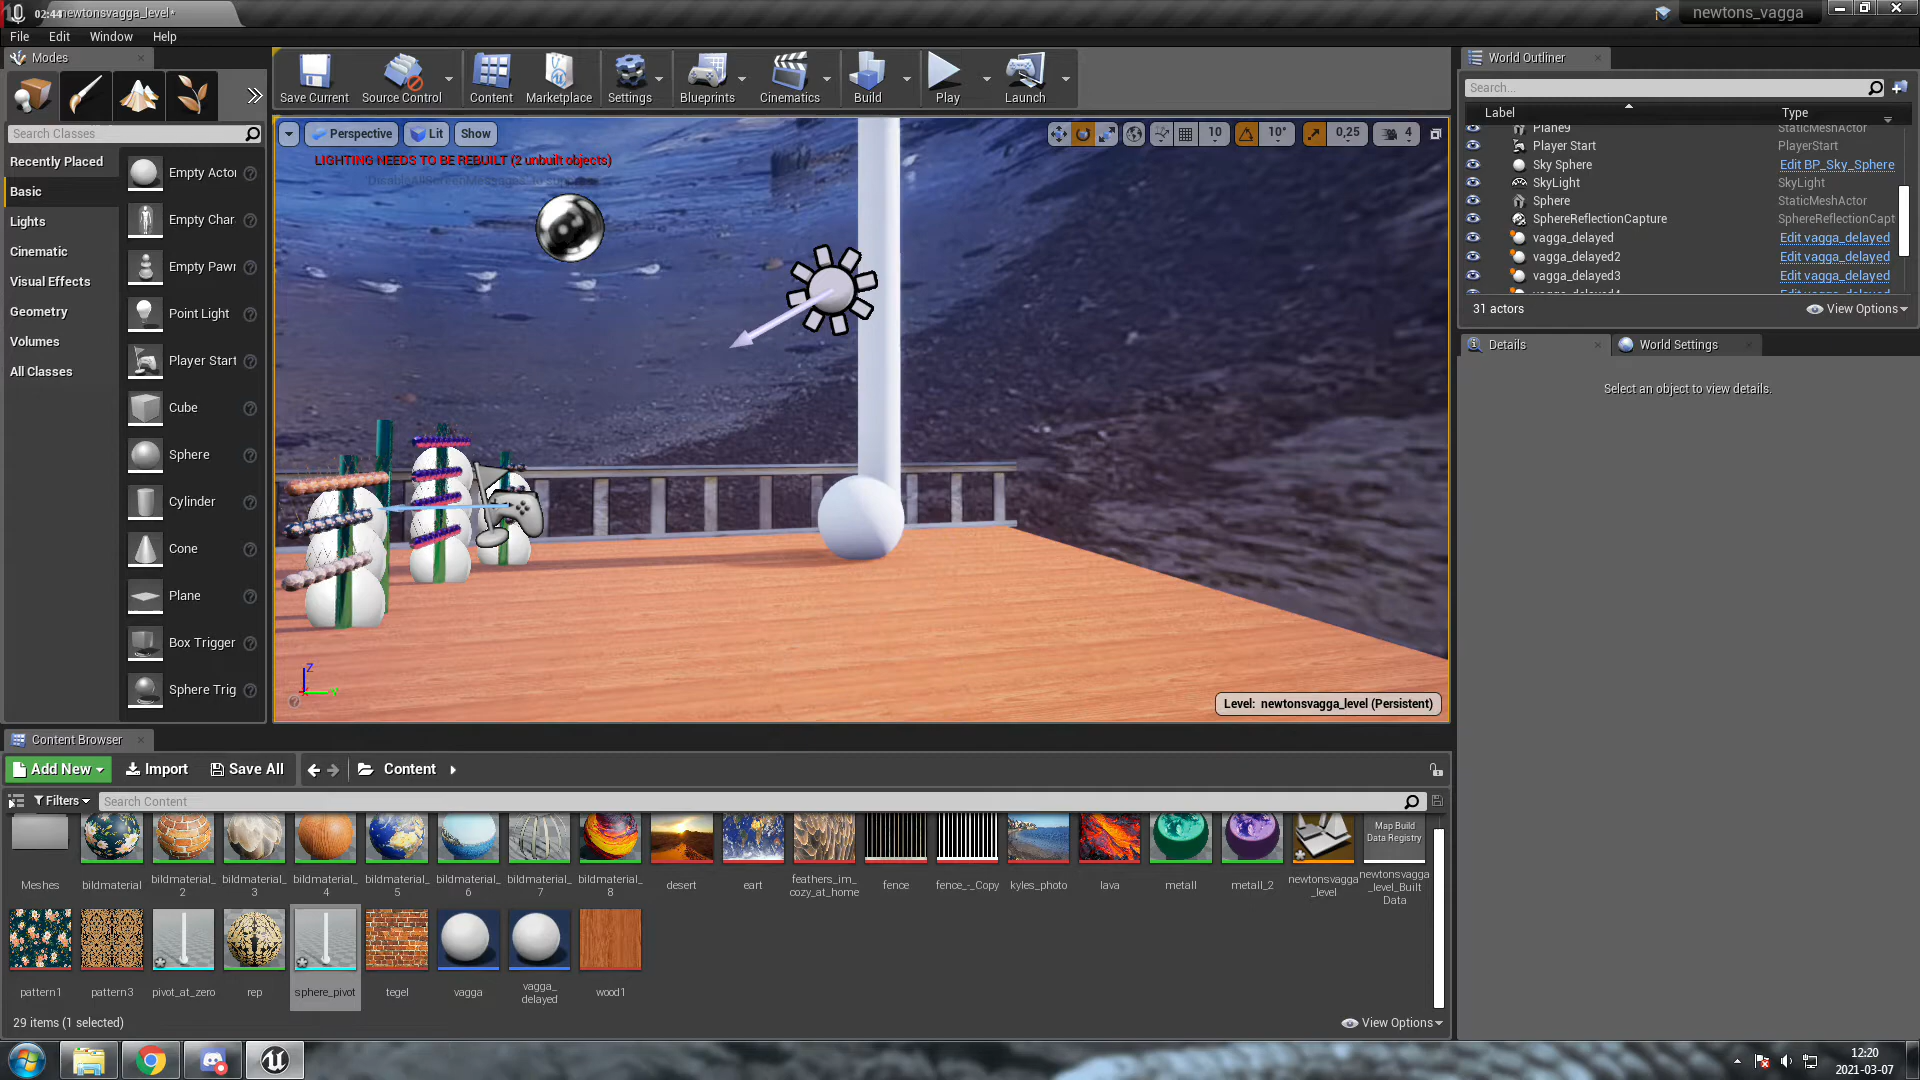 02:44
newtonsvagga_level*
newtons_vagga
File Edit Window Help
Modes
Search Classes
Recently Placed
Basic
Lights
Cinematic
Visual Effects
Geometry
Volumes
All Classes
Empty Actor
Empty Char
Empty Pawn
Point Light
Player Start
Cube
Sphere
Cylinder
Cone
Plane
Box Trigger
Sphere Trig
Save Current
Source Control
Content
Marketplace
Settings
Blueprints
Cinematics
Build
Play
Launch
Perspective Lit Show
10 10° 0,25 4
LIGHTING NEEDS TO BE REBUILT (2 unbuilt objects)
Z
Level: newtonsvagga_level (Persistent)
World Outliner
Search...
Label Type
Plane9 StaticMeshActor
Player Start PlayerStart
Sky Sphere Edit BP_Sky_Sphere
SkyLight SkyLight
Sphere StaticMeshActor
SphereReflectionCapture SphereReflectionCapt
vagga_delayed Edit vagga_delayed
vagga_delayed2 Edit vagga_delayed
vagga_delayed3 Edit vagga_delayed
31 actors View Options
Details World Settings
Select an object to view details.
Content Browser
Add New Import Save All Content
Filters Search Content
Map Build Data Registry
Meshes
bildmaterial
bildmaterial_2
bildmaterial_3
bildmaterial_4
bildmaterial_5
bildmaterial_6
bildmaterial_7
bildmaterial_8
desert
eart
feathers_im_cozy_at_home
fence
fence_-_Copy
kyles_photo
lava
metall
metall_2
newtonsvagga_level
newtonsvagga_level_Built Data
pattern1
pattern3
pivot_at_zero
rep
sphere_pivot
tegel
vagga
vagga_delayed
wood1
29 items (1 selected) View Options
12:20
2021-03-07